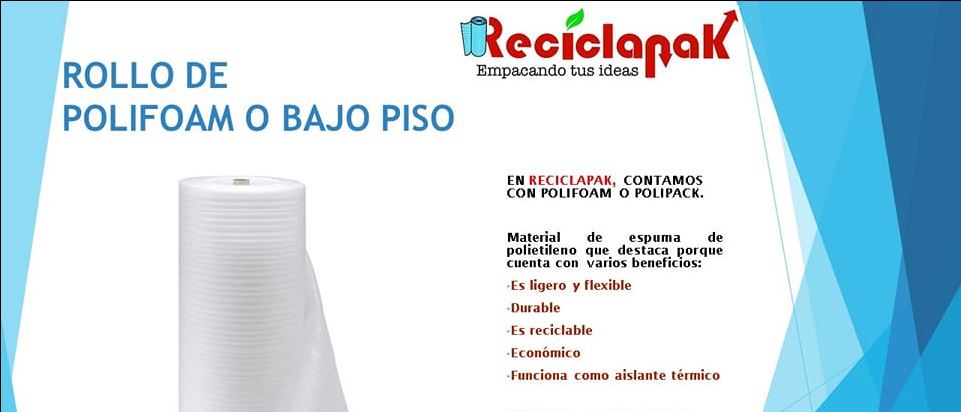 Reciclapak
Empacando tus ideas
ROLLO DE
POLIFOAM O BAJO PISO
EN RECICLAPAK, CONTAMOS
CON POLIFOAM O POLIPACK.
Material de espuma de
polietileno que destaca porque
cuenta con varios beneficios:
•Es ligero y flexible
•Durable
•Es reciclable
•Económico
•Funciona como aislante térmico